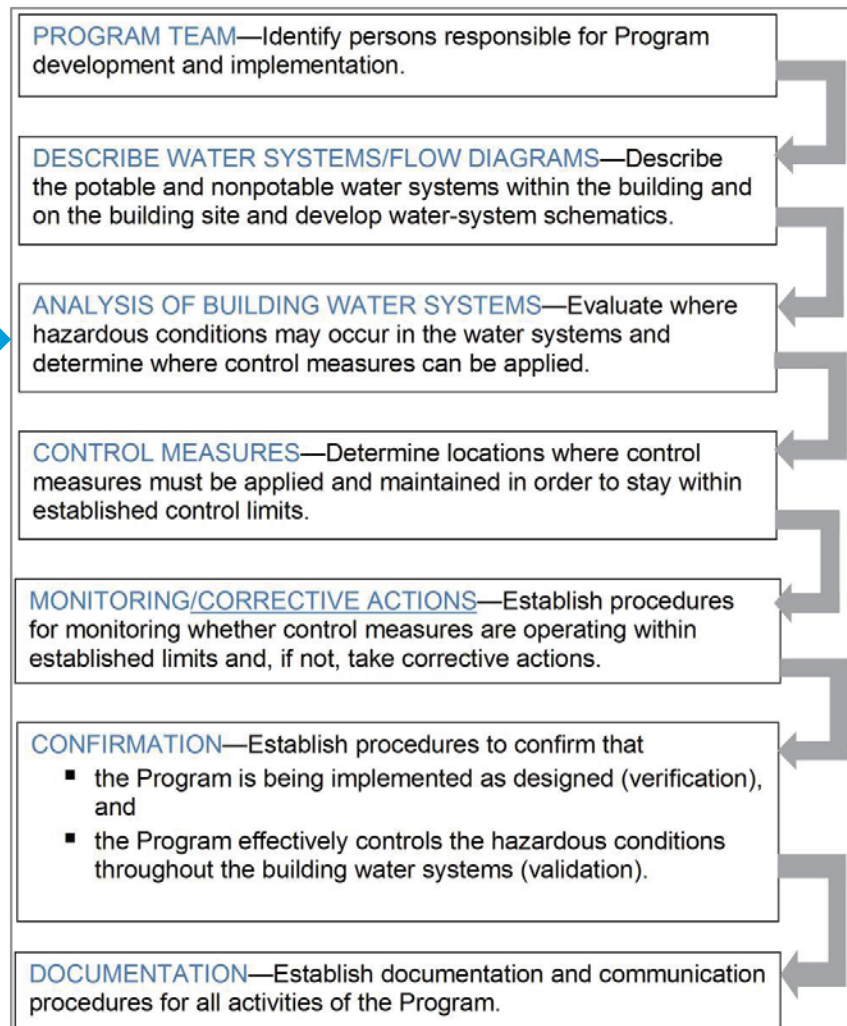 PROGRAM TEAM—Identify persons responsible for Program
development and implementation.
DESCRIBE WATER SYSTEMS/FLOW DIAGRAMS—Describe
the potable and nonpotable water systems within the building and
on the building site and develop water-system schematics.
ANALYSIS OF BUILDING WATER SYSTEMS—Evaluate where
hazardous conditions may occur in the water systems and
determine where control measures can be applied.
CONTROL MEASURES—Determine locations where control
measures must be applied and maintained in order to stay within
established control limits.
MONITORING/CORRECTIVE ACTIONS—Establish procedures
for monitoring whether control measures are operating within
established limits and, if not, take corrective actions.
CONFIRMATION—Establish procedures to confirm that
▪ the Program is being implemented as designed (verification),
and
▪ the Program effectively controls the hazardous conditions
throughout the building water systems (validation).
DOCUMENTATION—Establish documentation and communication
procedures for all activities of the Program.